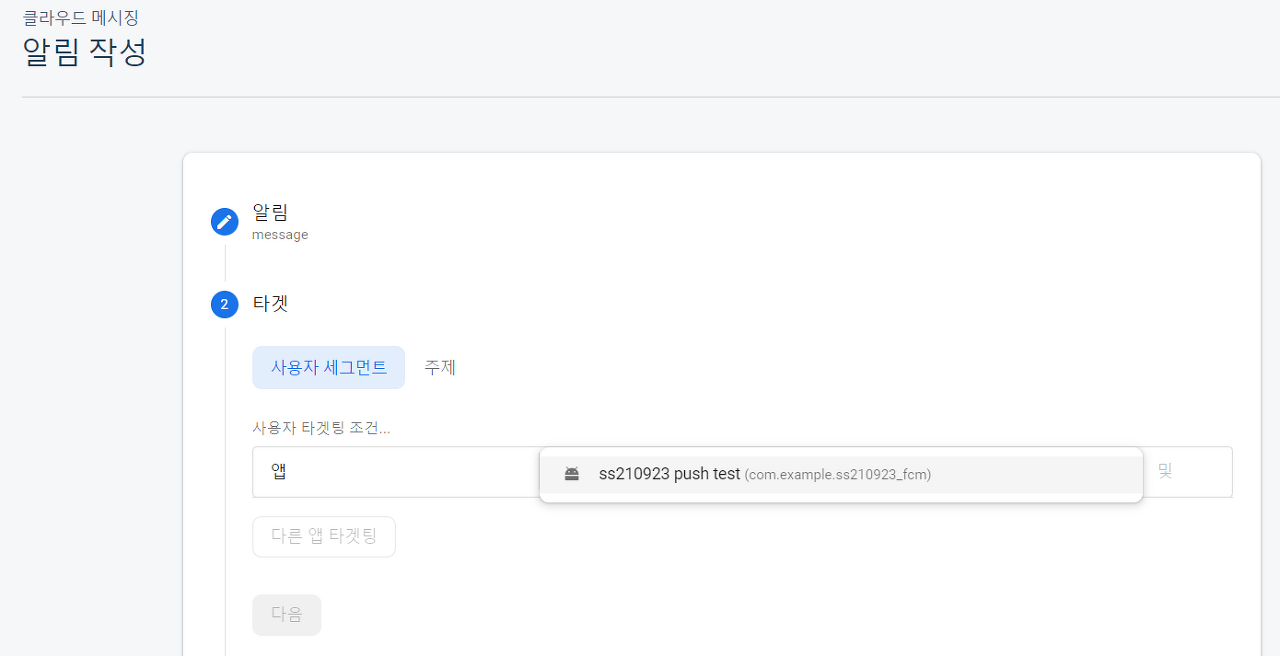 클라우드 메시징
알림 작성
알림
message
2 타겟
사용자 세그먼트 주제
사용자 타겟팅 조건...
앱 ss210923 push test (com.example.ss210923_fcm) 및
다른 앱 타겟팅
다음